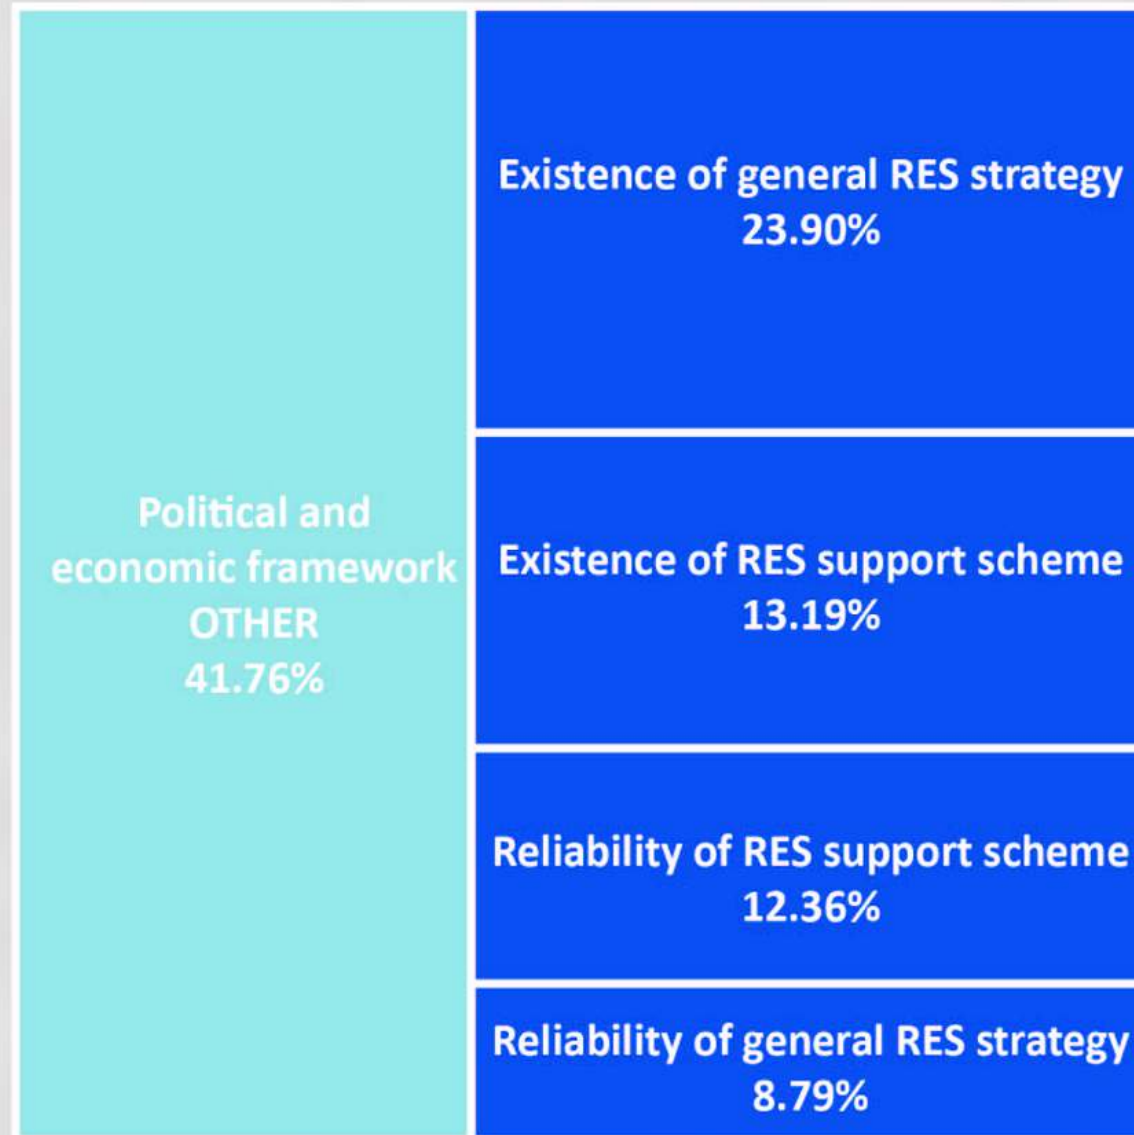 Political and
economic framework
OTHER
41.76%
Existence of general RES strategy
23.90%
Existence of RES support scheme
13.19%
Reliability of RES support scheme
12.36%
Reliability of general RES strategy
8.79%